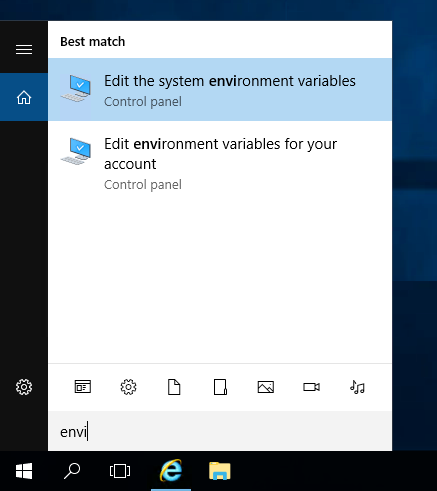 Best match
Edit the system environment variables
Control panel
Edit environment variables for your
account
Control panel
envi